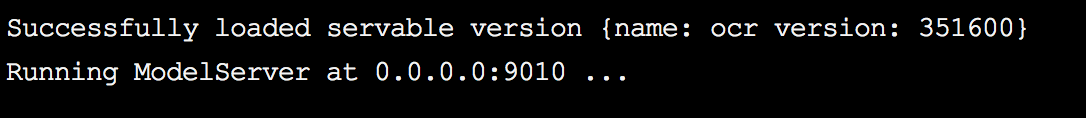 Successfully loaded servable version {name: ocr version: 351600}
Running ModelServer at 0.0.0.0:9010 ...